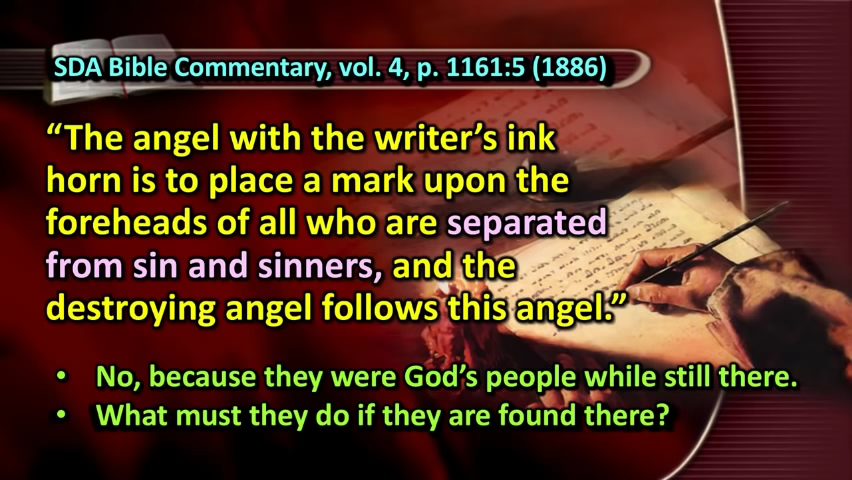 SDA Bible Commentary, vol. 4, p. 1161:5 (1886)
“The angel with the writer’s ink
horn is to place a mark upon the
foreheads of all who are separated
from sin and sinners, and the
destroying angel follows this angel.”
• No, because they were God’s people while still there.
• What must they do if they are found there?